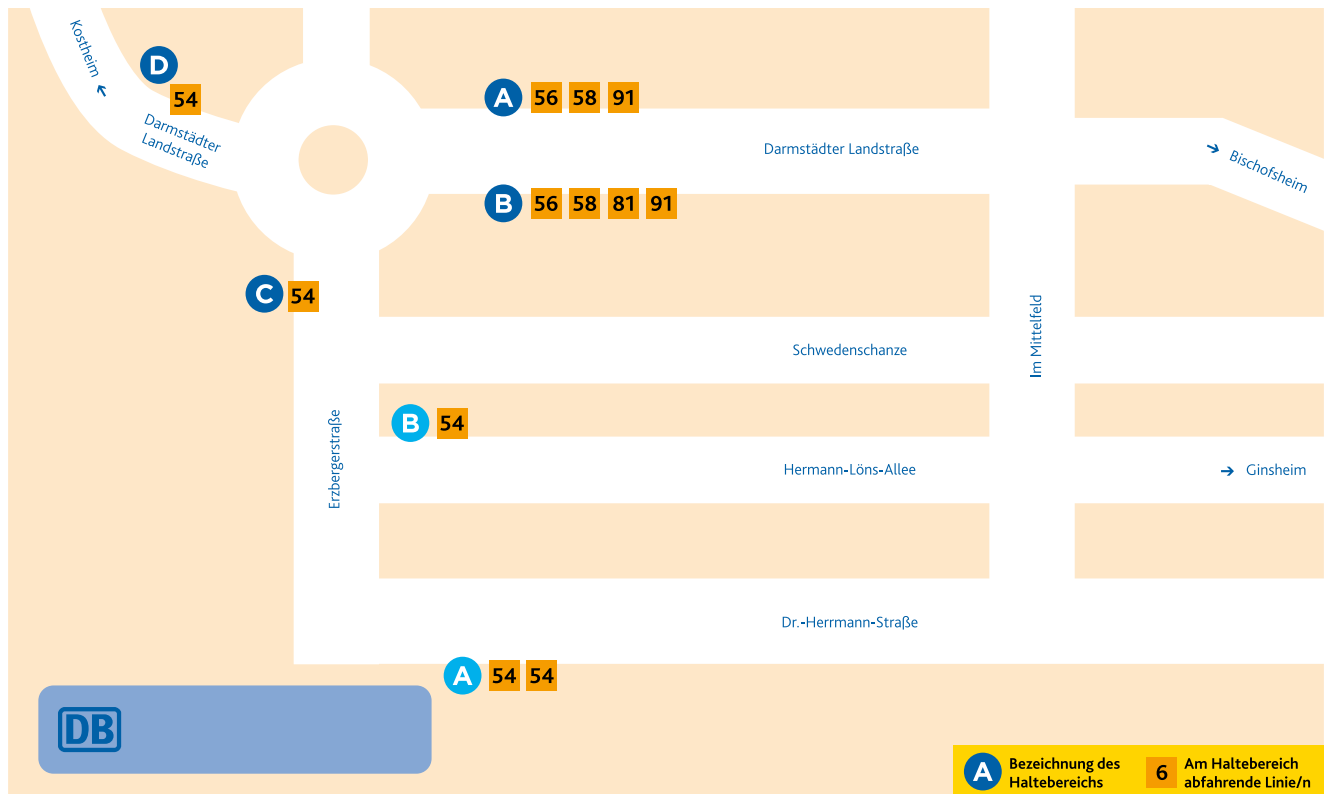 Kostheim
D
54
Darmstädter
Landstraße
A 56 58 91
Darmstädter Landstraße
Bischofsheim
B 56 58 81 91
C 54
Im Mittelfeld
Schwedenschanze
B 54
Erzbergerstraße
Hermann-Löns-Allee
Ginsheim
Dr.-Herrmann-Straße
A 54 54
DB
A Bezeichnung des
Haltebereichs
6 Am Haltebereich
abfahrende Linie/n